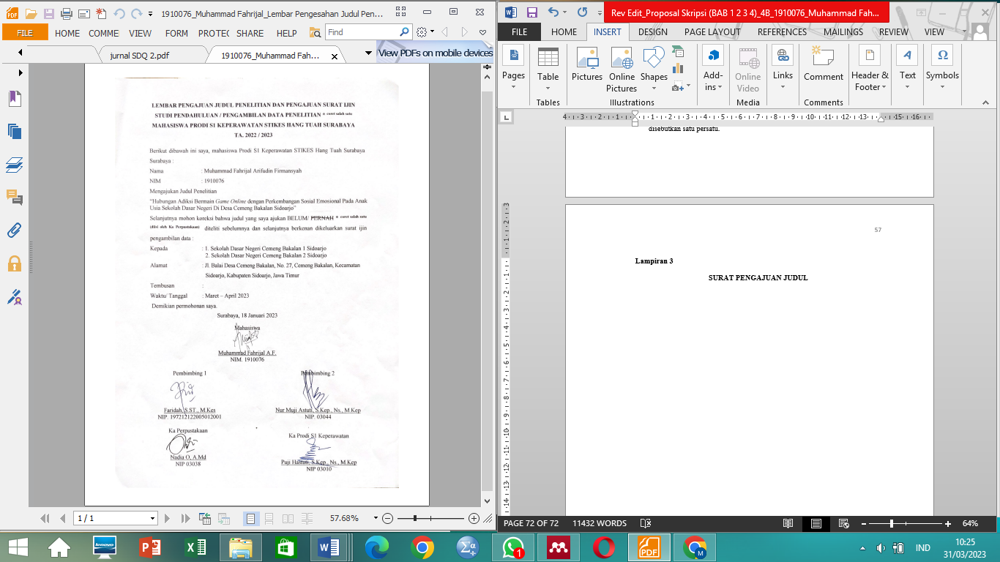 1910076_Muhammad Fahrijal_Lembar Pengesahan Judul Pen...
FILE HOME COMME VIEW FORM PROTEC SHARE HELP Find
jurnal SDQ 2.pdf
1910076_Muhammad Fah...
View PDFs on mobile devices
LEMBAR PENGAJUAN JUDUL PENELITIAN DAN PENGAJUAN SURAT IJIN
STUDI PENDAHULUAN / PENGAMBILAN DATA PENELITIAN * coret salah satu
MAHASISWA PRODI S1 KEPERAWATAN STIKES HANG TUAH SURABAYA
TA. 2022 / 2023
Berikut dibawah ini saya, mahasiswa Prodi S1 Keperawatan STIKES Hang Tuah Surabaya
Surabaya :
Nama : Muhammad Fahrijal Arifudin Firmansyah
NIM : 1910076
Mengajukan Judul Penelitian
“Hubungan Adiksi Bermain Game Online dengan Perkembangan Sosial Emosional Pada Anak
Usia Sekolah Dasar Negeri Di Desa Cemeng Bakalan Sidoarjo”
Selanjutnya mohon koreksi bahwa judul yang saya ajukan BELUM/ PERNAH * coret salah satu
(diisi oleh Ka Perpustakaan) diteliti sebelumnya dan selanjutnya berkenan dikeluarkan surat ijin
pengambilan data :
Kepada : 1. Sekolah Dasar Negeri Cemeng Bakalan 1 Sidoarjo
2. Sekolah Dasar Negeri Cemeng Bakalan 2 Sidoarjo
Alamat : Jl. Balai Desa Cemeng Bakalan, No. 27, Cemeng Bakalan, Kecamatan
Sidoarjo, Kabupaten Sidoarjo, Jawa Timur
Tembusan :
Waktu/ Tanggal : Maret – April 2023
Demikian permohonan saya.
Surabaya, 18 Januari 2023
Mahasiswa
Muhammad Fahrijal A.F.
NIM. 1910076
Pembimbing 1 Pembimbing 2
Faridah, S.ST., M.Kes Nur Muji Astuti, S.Kep., Ns., M.Kep
NIP. 197212122005012001 NIP. 03044
Ka Perpustakaan Ka Prodi S1 Keperawatan
Nadia O, A.Md Puji Hastuti, S.Kep., Ns., M.Kep
NIP 03038 NIP 03010
1 / 1
57.68%
Rev Edit_Proposal Skripsi (BAB 1 2 3 4)_4B_1910076_Muhammad Fah...
FILE HOME INSERT DESIGN PAGE LAYOUT REFERENCES MAILINGS REVIEW VIEW
Pages Table Pictures Online Pictures Shapes Add-ins Online Video Links Comment Header & Footer Text Symbols
Tables Illustrations Media Comments
disebutkan satu persatu.
57
Lampiran 3
SURAT PENGAJUAN JUDUL
PAGE 72 OF 72 11432 WORDS
64%
lenovo
1
PDF
M
IND
10:25
31/03/2023